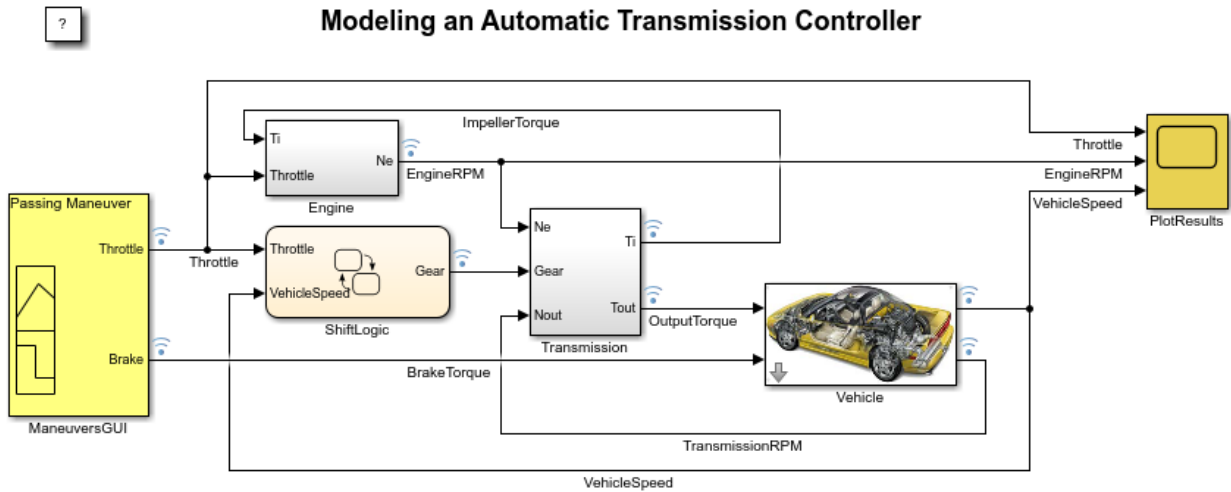 ?
Modeling an Automatic Transmission Controller
ImpellerTorque
Ti
Ne
Throttle
Engine
EngineRPM
Throttle
EngineRPM
VehicleSpeed
PlotResults
Passing Maneuver
Throttle
Brake
ManeuversGUI
Throttle
Throttle
VehicleSpeed
Gear
ShiftLogic
Ne
Gear
Nout
Ti
Tout
Transmission
OutputTorque
BrakeTorque
Vehicle
TransmissionRPM
VehicleSpeed